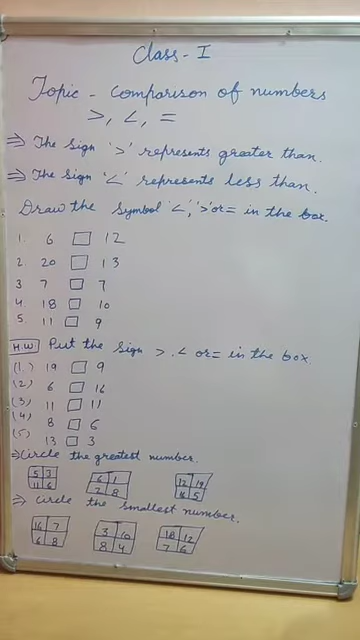 Class - I
Topic - Comparison of numbers
>, <, =
⇒ The Sign '>' represents greater than.
⇒ The Sign '<' represents less than.
Draw the Symbol '<', '>' or = in the box.
1. 6 □ 12
2. 20 □ 13
3 7 □ 7
4. 18 □ 10
5. 11 □ 9
H.W Put the Sign >, < or = in the box.
(1.) 19 □ 9
(2) 6 □ 16
(3) 11 □ 11
(4) 8 □ 6
(5) 13 □ 3
⇒ Circle the greatest number.
5 3 6 1 12 19
11 6 2 8 5
⇒ Circle the smallest number.
16 7 3 10 18 12
6 8 8 4 7 6